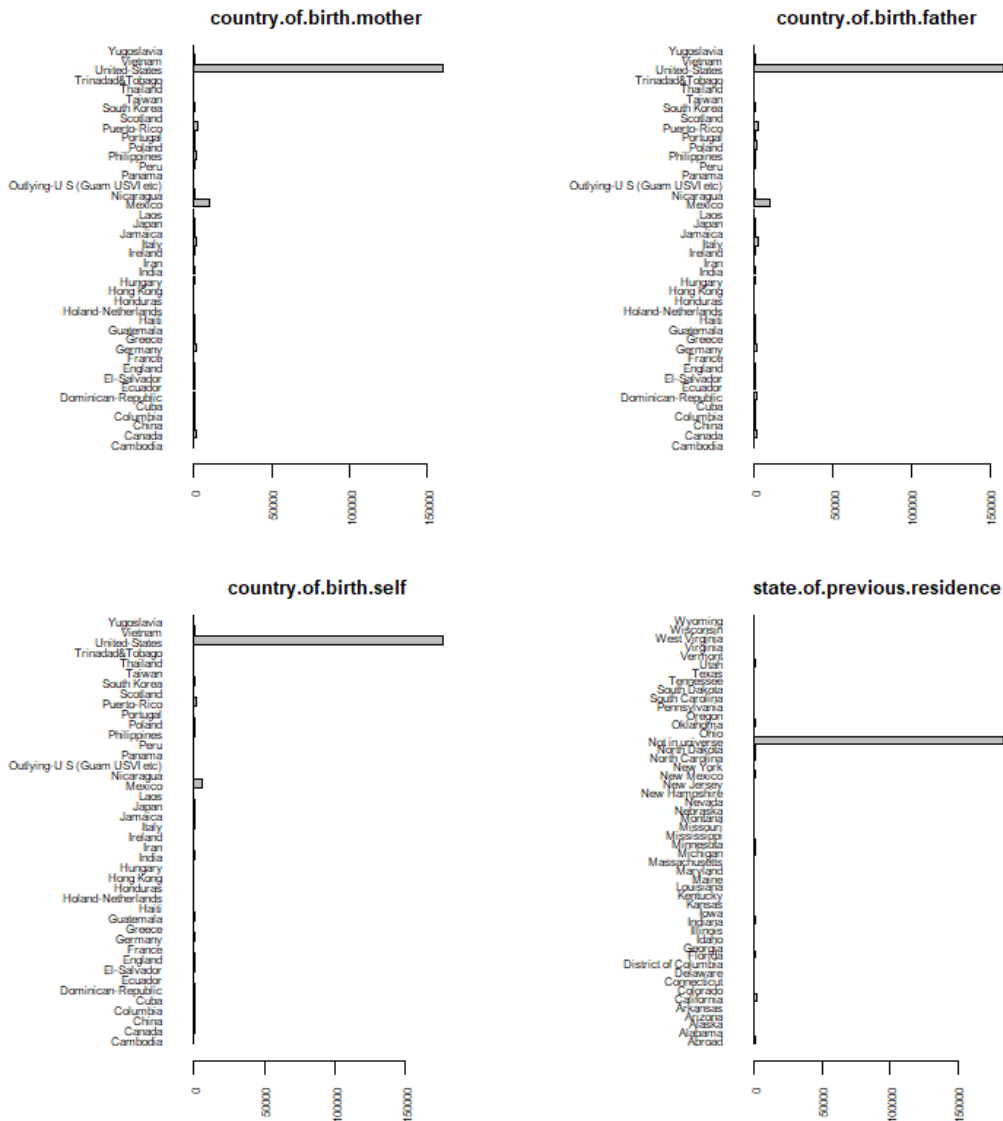 country.of.birth.mother
Yugoslavia
Vietnam
United-States
Trinadad&Tobago
Thailand
Taiwan
South Korea
Scotland
Puerto-Rico
Portugal
Poland
Philippines
Peru
Panama
Outlying-U S (Guam USVI etc)
Nicaragua
Mexico
Laos
Japan
Jamaica
Italy
Ireland
Iran
India
Hungary
Hong Kong
Honduras
Holand-Netherlands
Haiti
Guatemala
Greece
Germany
France
England
El-Salvador
Ecuador
Dominican-Republic
Cuba
Columbia
China
Canada
Cambodia
0
50000
100000
150000
country.of.birth.father
Yugoslavia
Vietnam
United-States
Trinadad&Tobago
Thailand
Taiwan
South Korea
Scotland
Puerto-Rico
Portugal
Poland
Philippines
Peru
Panama
Outlying-U S (Guam USVI etc)
Nicaragua
Mexico
Laos
Japan
Jamaica
Italy
Ireland
Iran
India
Hungary
Hong Kong
Honduras
Holand-Netherlands
Haiti
Guatemala
Greece
Germany
France
England
El-Salvador
Ecuador
Dominican-Republic
Cuba
Columbia
China
Canada
Cambodia
0
50000
100000
150000
country.of.birth.self
Yugoslavia
Vietnam
United-States
Trinadad&Tobago
Thailand
Taiwan
South Korea
Scotland
Puerto-Rico
Portugal
Poland
Philippines
Peru
Panama
Outlying-U S (Guam USVI etc)
Nicaragua
Mexico
Laos
Japan
Jamaica
Italy
Ireland
Iran
India
Hungary
Hong Kong
Honduras
Holand-Netherlands
Haiti
Guatemala
Greece
Germany
France
England
El-Salvador
Ecuador
Dominican-Republic
Cuba
Columbia
China
Canada
Cambodia
0
50000
100000
150000
state.of.previous.residence
Wyoming
Wisconsin
West Virginia
Virginia
Vermont
Utah
Texas
Tennessee
South Dakota
South Carolina
Pennsylvania
Oregon
Oklahoma
Ohio
Not in universe
North Dakota
North Carolina
New York
New Mexico
New Jersey
New Hampshire
Nevada
Nebraska
Montana
Missouri
Mississippi
Minnesota
Michigan
Massachusetts
Maryland
Maine
Louisiana
Kentucky
Kansas
Iowa
Indiana
Illinois
Idaho
Georgia
Florida
District of Columbia
Delaware
Connecticut
Colorado
California
Arkansas
Arizona
Alaska
Alabama
Abroad
0
50000
100000
150000